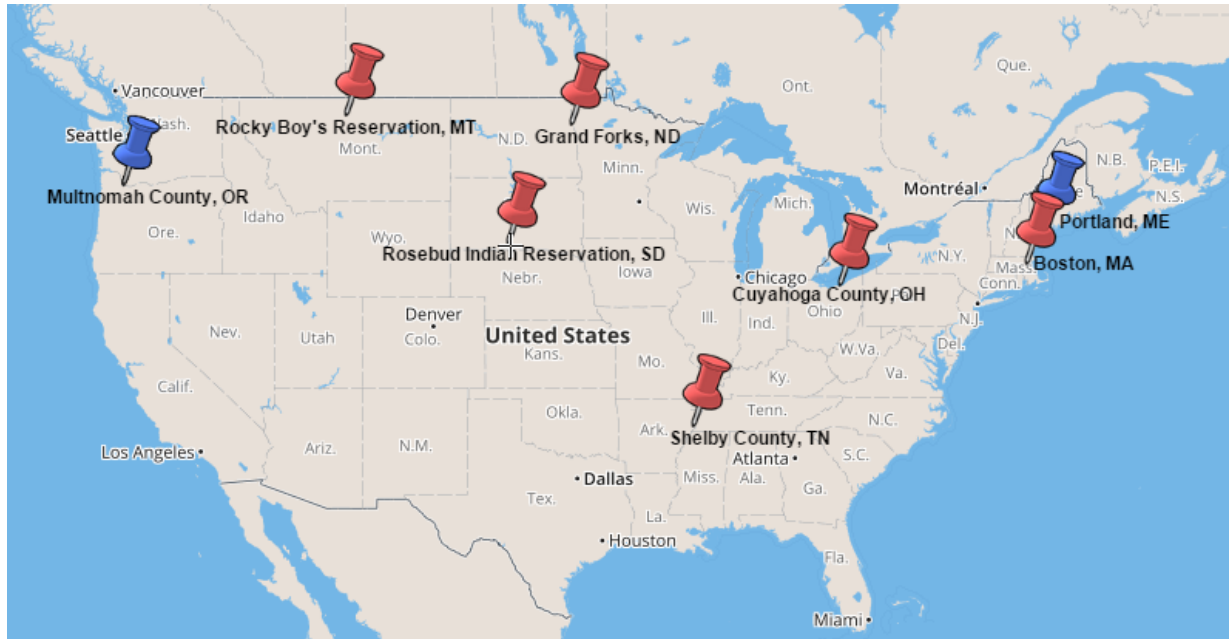 Que.
Ont.
Vancouver
Wash.
Seattle
Rocky Boy's Reservation, MT
Grand Forks, ND
N.D.
Mont.
Minn.
N.B.
P.E.I.
N.S.
Montréal
Multnomah County, OR
Idaho
Ore.
Wyo.
Wis.
Mich.
Portland, ME
Rosebud Indian Reservation, SD
N.Y.
Mass.
Boston, MA
Conn.
Nebr.
Iowa
Chicago
Cuyahoga County, OH
Ohio
Ill.
Ind.
N.J.
Denver
Nev.
Utah
Colo.
United States
Kans.
Mo.
W.Va.
Del.
Va.
Ky.
Calif.
Okla.
Tenn.
N.C.
Ark.
Shelby County, TN
Los Angeles
Ariz.
N.M.
Atlanta
S.C.
Dallas
Miss.
Ala.
Ga.
Tex.
La.
Houston
Fla.
Miami